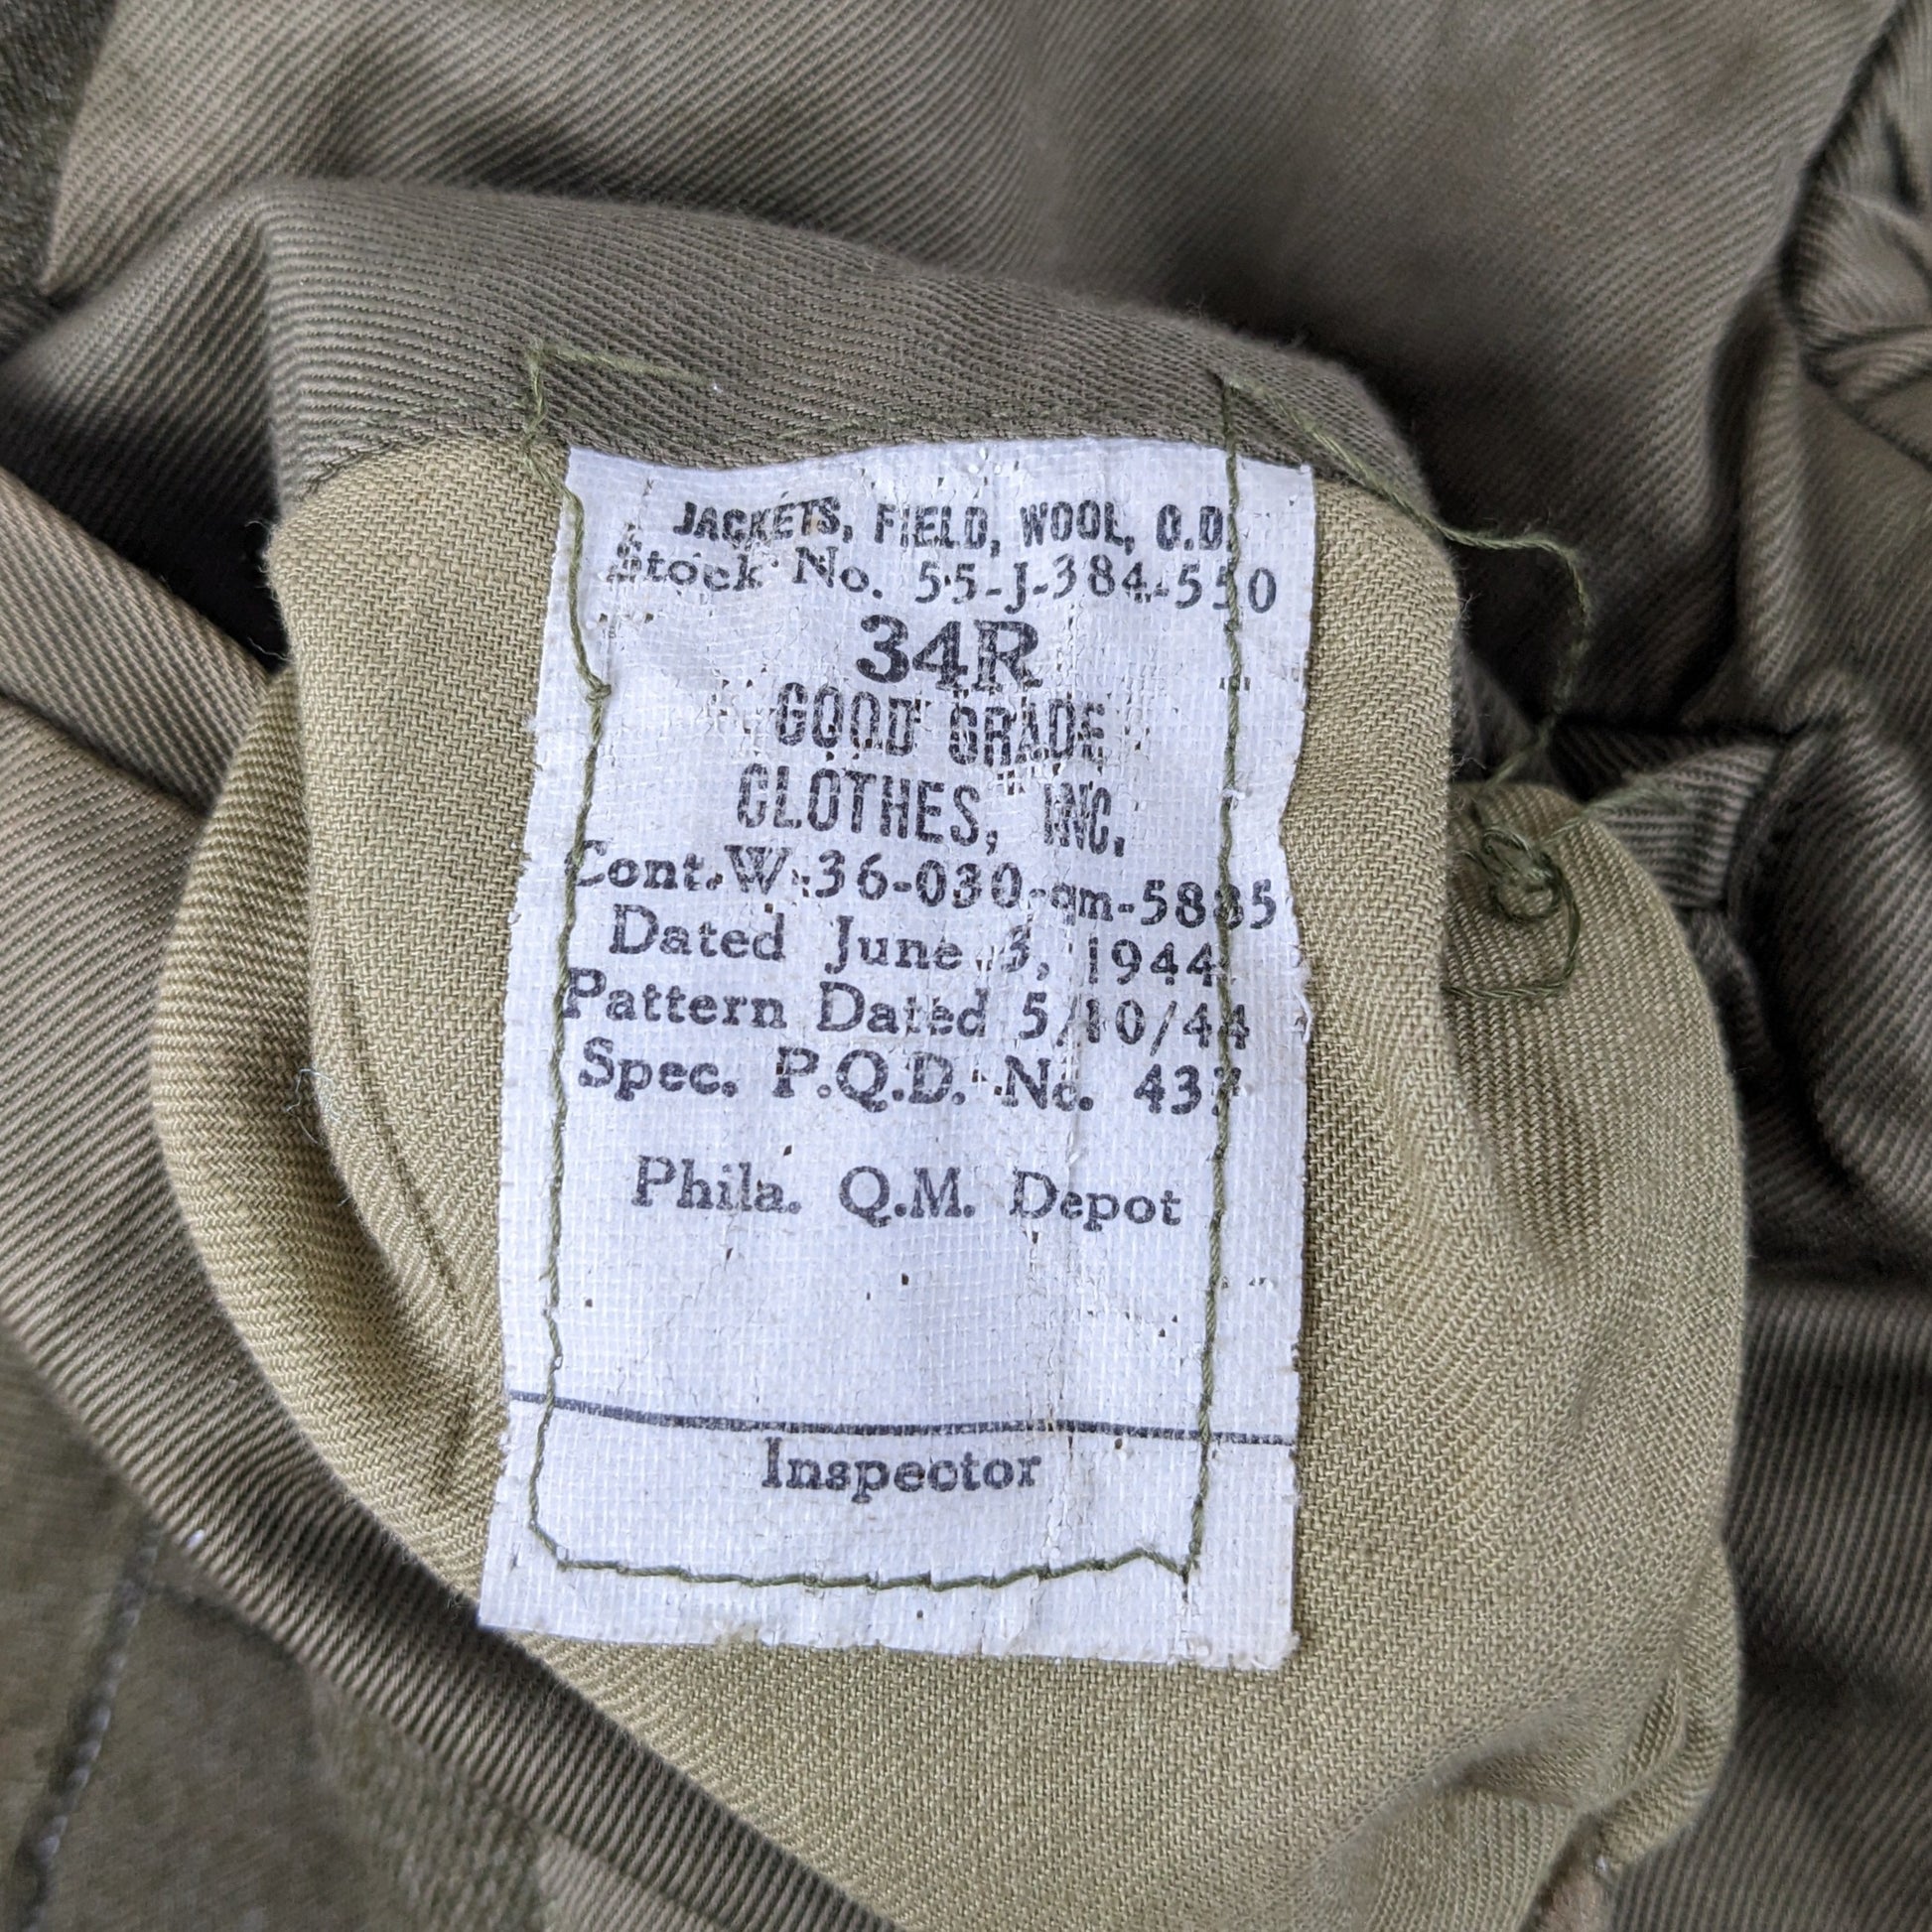 JACKETS, FIELD, WOOL, O.D.
Stock No. 55-J-384-550
34R
GOOD GRADE
CLOTHES, INC.
Cont.W-36-030-qm-5885
Dated June 3, 1944
Pattern Dated 5/10/44
Spec. P.Q.D. No. 437
Phila. Q.M. Depot
Inspector